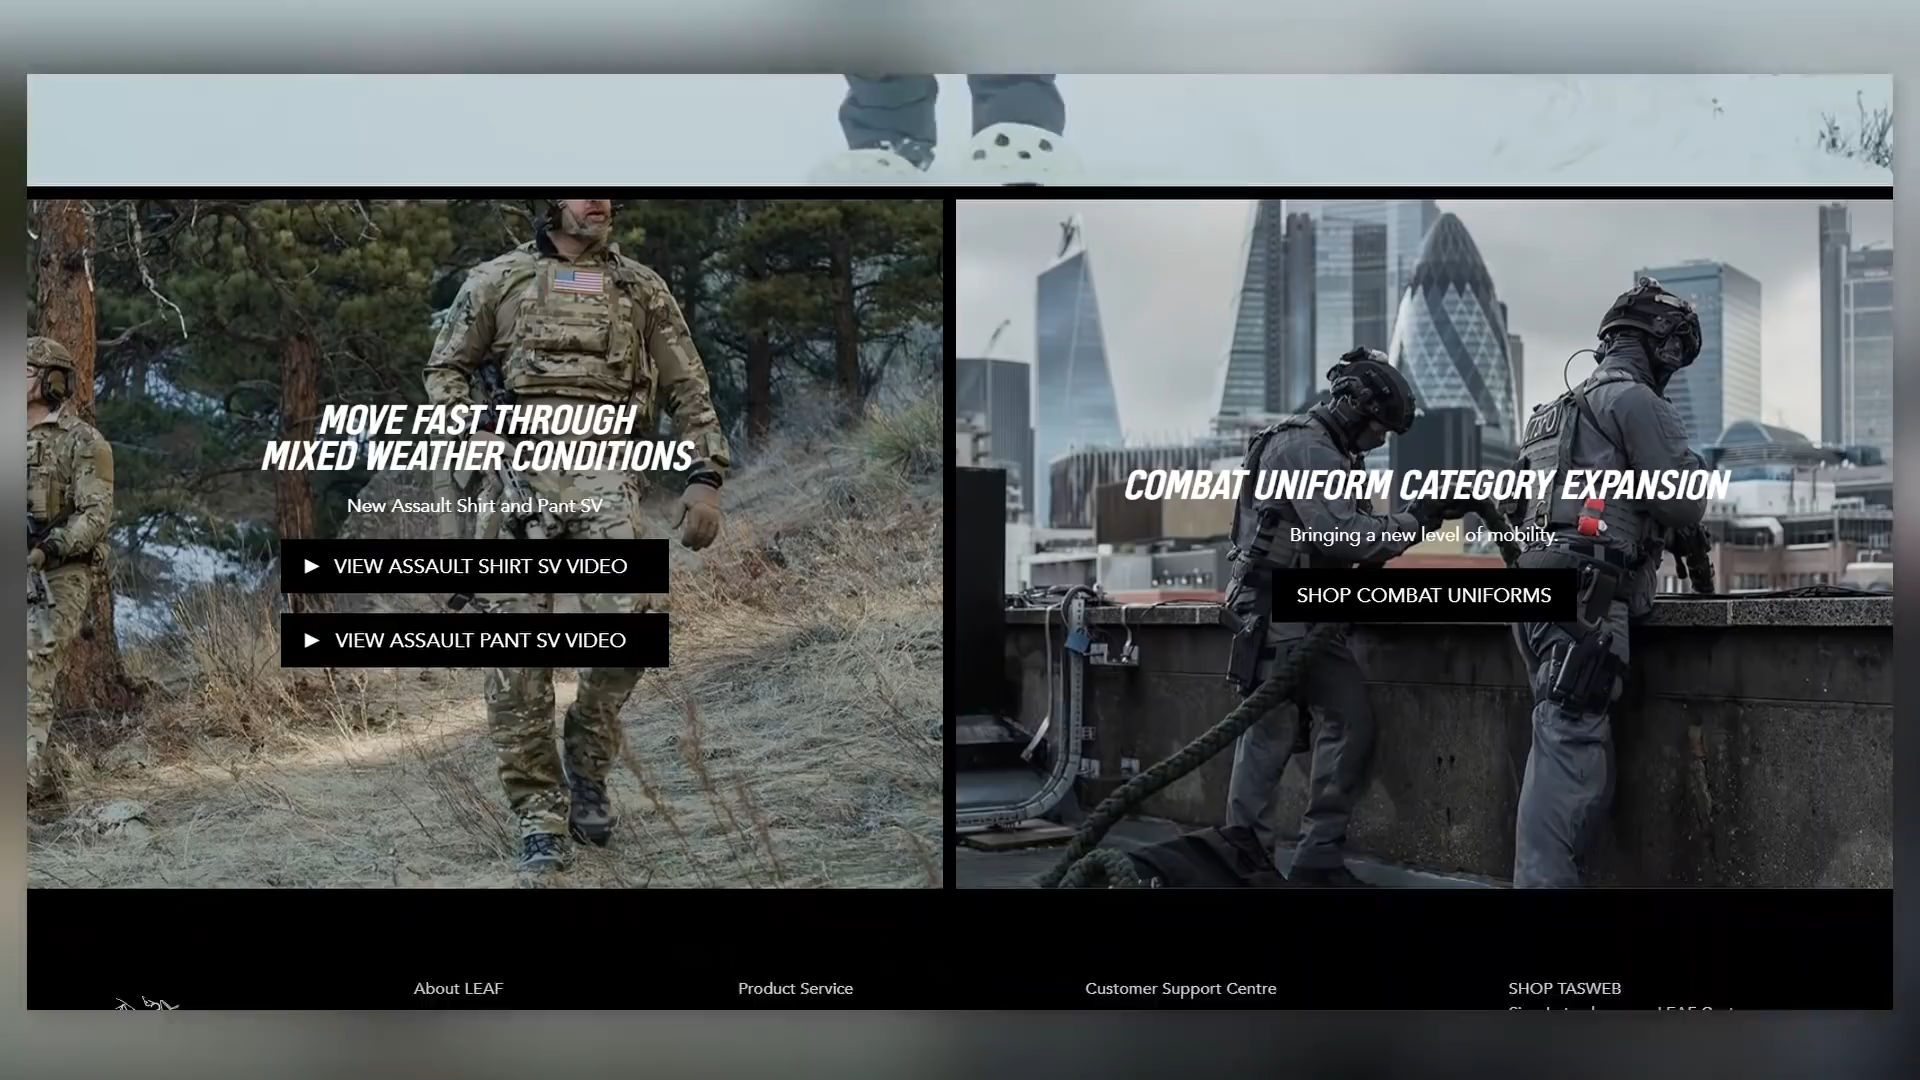 MOVE FAST THROUGH
MIXED WEATHER CONDITIONS
New Assault Shirt and Pant SV
VIEW ASSAULT SHIRT SV VIDEO
VIEW ASSAULT PANT SV VIDEO
COMBAT UNIFORM CATEGORY EXPANSION
Bringing a new level of mobility.
SHOP COMBAT UNIFORMS
About LEAF
Product Service
Customer Support Centre
SHOP TASWEB